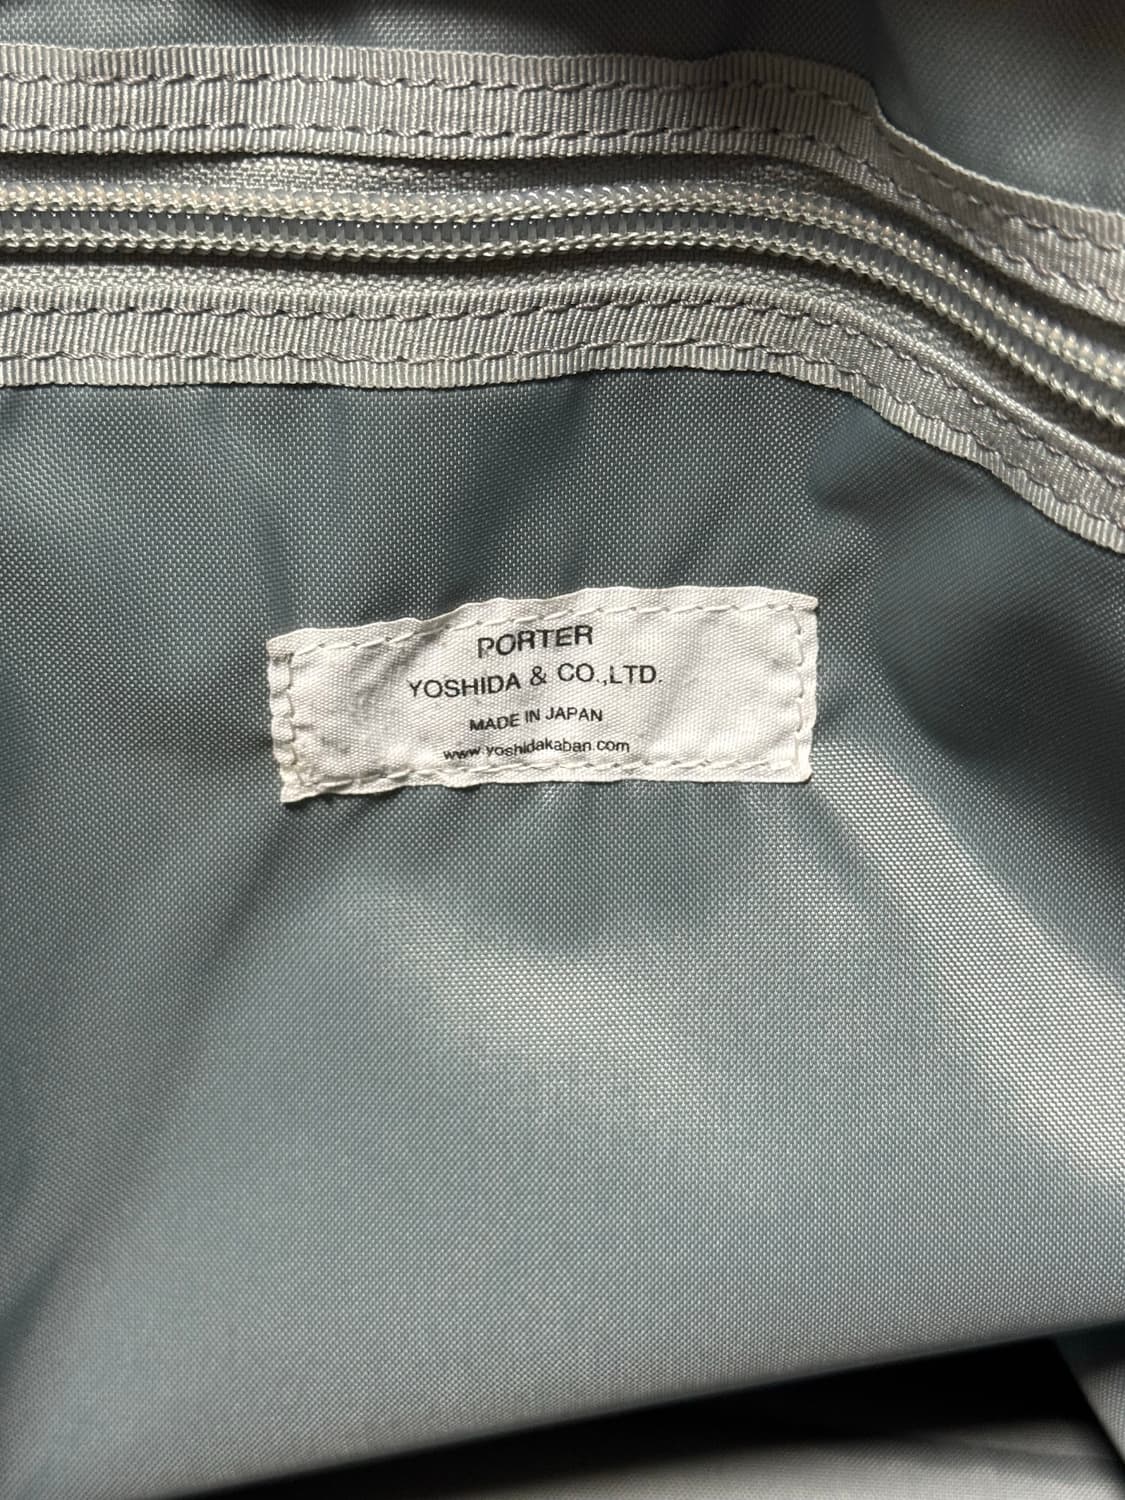 PORTER
YOSHIDA & CO.,LTD.
MADE IN JAPAN
www.yoshidakaban.com